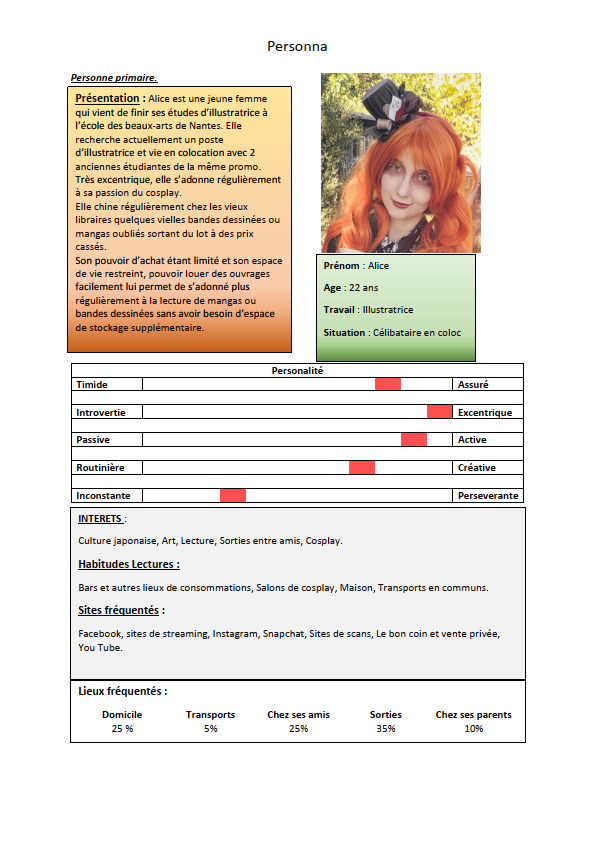 Personna
Personne primaire.
Présentation : Alice est une jeune femme
qui vient de finir ses études d'illustratrice à
l'école des beaux-arts de Nantes. Elle
recherche actuellement un poste
d'illustratrice et vie en colocation avec 2
anciennes étudiantes de la même promo.
Très excentrique, elle s'adonne régulièrement
à sa passion du cosplay.
Elle chine régulièrement chez les vieux
libraires quelques vielles bandes dessinées ou
mangas oubliés sortant du lot à des prix
cassés.
Son pouvoir d'achat étant limité et son espace
de vie restreint, pouvoir louer des ouvrages
facilement lui permet de s'adonné plus
régulièrement à la lecture de mangas ou
bandes dessinées sans avoir besoin d'espace
de stockage supplémentaire.
Prénom : Alice
Age : 22 ans
Travail : Illustratrice
Situation : Célibataire en coloc
Personalité
Timide Assuré
Introvertie Excentrique
Passive Active
Routinière Créative
Inconstante Perseverante
INTERETS :
Culture japonaise, Art, Lecture, Sorties entre amis, Cosplay.
Habitudes Lectures :
Bars et autres lieux de consommations, Salons de cosplay, Maison, Transports en communs.
Sites fréquentés :
Facebook, sites de streaming, Instagram, Snapchat, Sites de scans, Le bon coin et vente privée,
You Tube.
Lieux fréquentés :
Domicile Transports Chez ses amis Sorties Chez ses parents
25 % 5% 25% 35% 10%